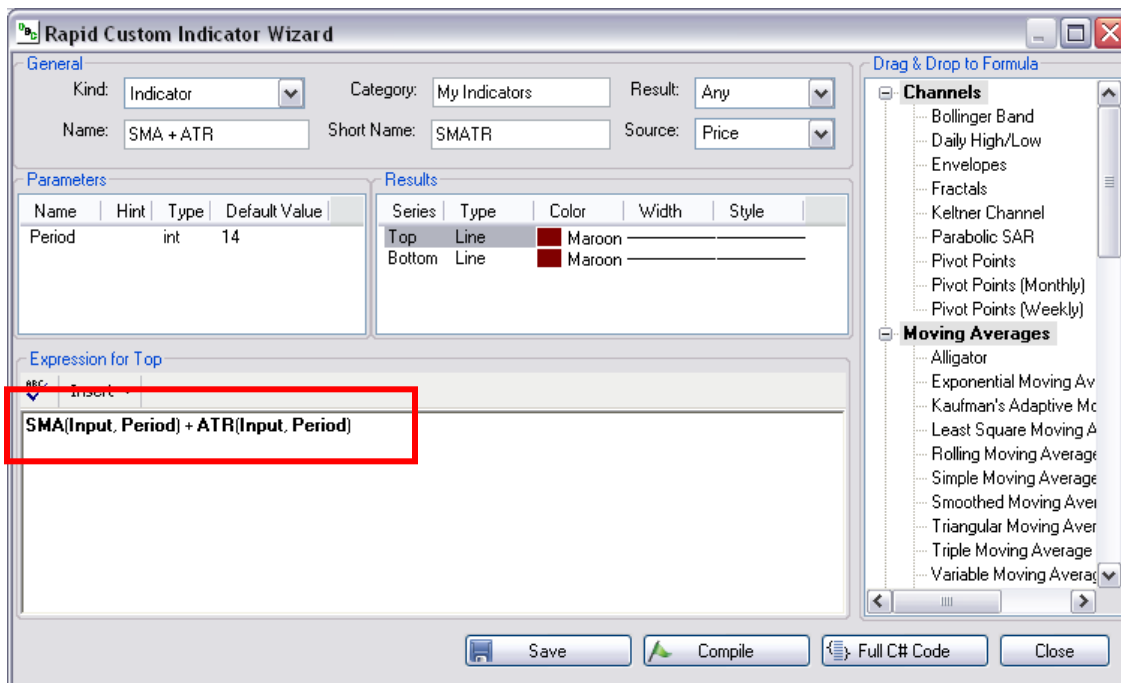 Rapid Custom Indicator Wizard
General
Kind: Indicator Category: My Indicators Result: Any
Name: SMA + ATR Short Name: SMATR Source: Price
Parameters
Name Hint Type Default Value
Period int 14
Results
Series Type Color Width Style
Top Line Maroon
Bottom Line Maroon
Expression for Top
ABC Insert
SMA(Input, Period) + ATR(Input, Period)
Drag & Drop to Formula
Channels
Bollinger Band
Daily High/Low
Envelopes
Fractals
Keltner Channel
Parabolic SAR
Pivot Points
Pivot Points (Monthly)
Pivot Points (Weekly)
Moving Averages
Alligator
Exponential Moving Av
Kaufman's Adaptive Mo
Least Square Moving A
Rolling Moving Average
Simple Moving Average
Smoothed Moving Aver
Triangular Moving Aver
Triple Moving Average
Variable Moving Averag
Save Compile Full C# Code Close